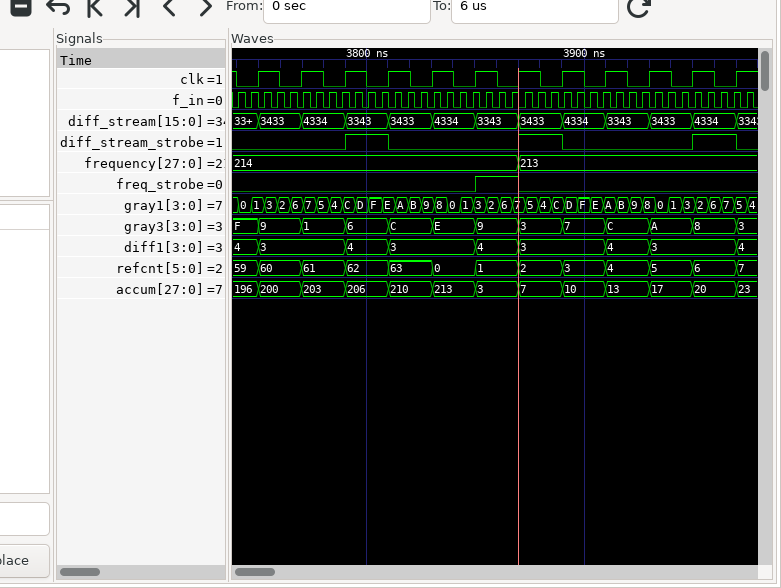 From: 0 sec To: 6 us
Signals Waves
Time 3800 ns 3900 ns
clk =1
f_in =0
diff_stream[15:0] =34 33+ 3433 4334 3343 3433 4334 3343 3433 4334 3343 3433 4334 334
diff_stream_strobe =1
frequency[27:0] =2 214 213
freq_strobe =0
gray1[3:0] =7 0 1 3 2 6 7 5 4 C D F E A B 9 8 0 1 3 2 6 7 5 4 C D F E A B 9 8 0 1 3 2 6 7 5 4
gray3[3:0] =3 F 9 1 6 C E 9 3 7 C A 8 3
diff1[3:0] =3 4 3 4 3 4 3 4 3 4
refcnt[5:0] =2 59 60 61 62 63 0 1 2 3 4 5 6 7
accum[27:0] =7 196 200 203 206 210 213 3 7 10 13 17 20 23
lace